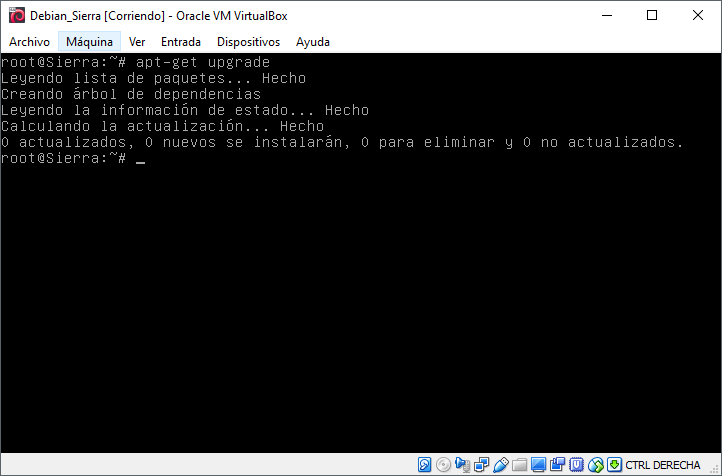 Debian_Sierra [Corriendo] - Oracle VM VirtualBox
Archivo Máquina Ver Entrada Dispositivos Ayuda
root@Sierra:~# apt-get upgrade
Leyendo lista de paquetes... Hecho
Creando árbol de dependencias
Leyendo la información de estado... Hecho
Calculando la actualización... Hecho
0 actualizados, 0 nuevos se instalarán, 0 para eliminar y 0 no actualizados.
root@Sierra:~# _
CTRL DERECHA